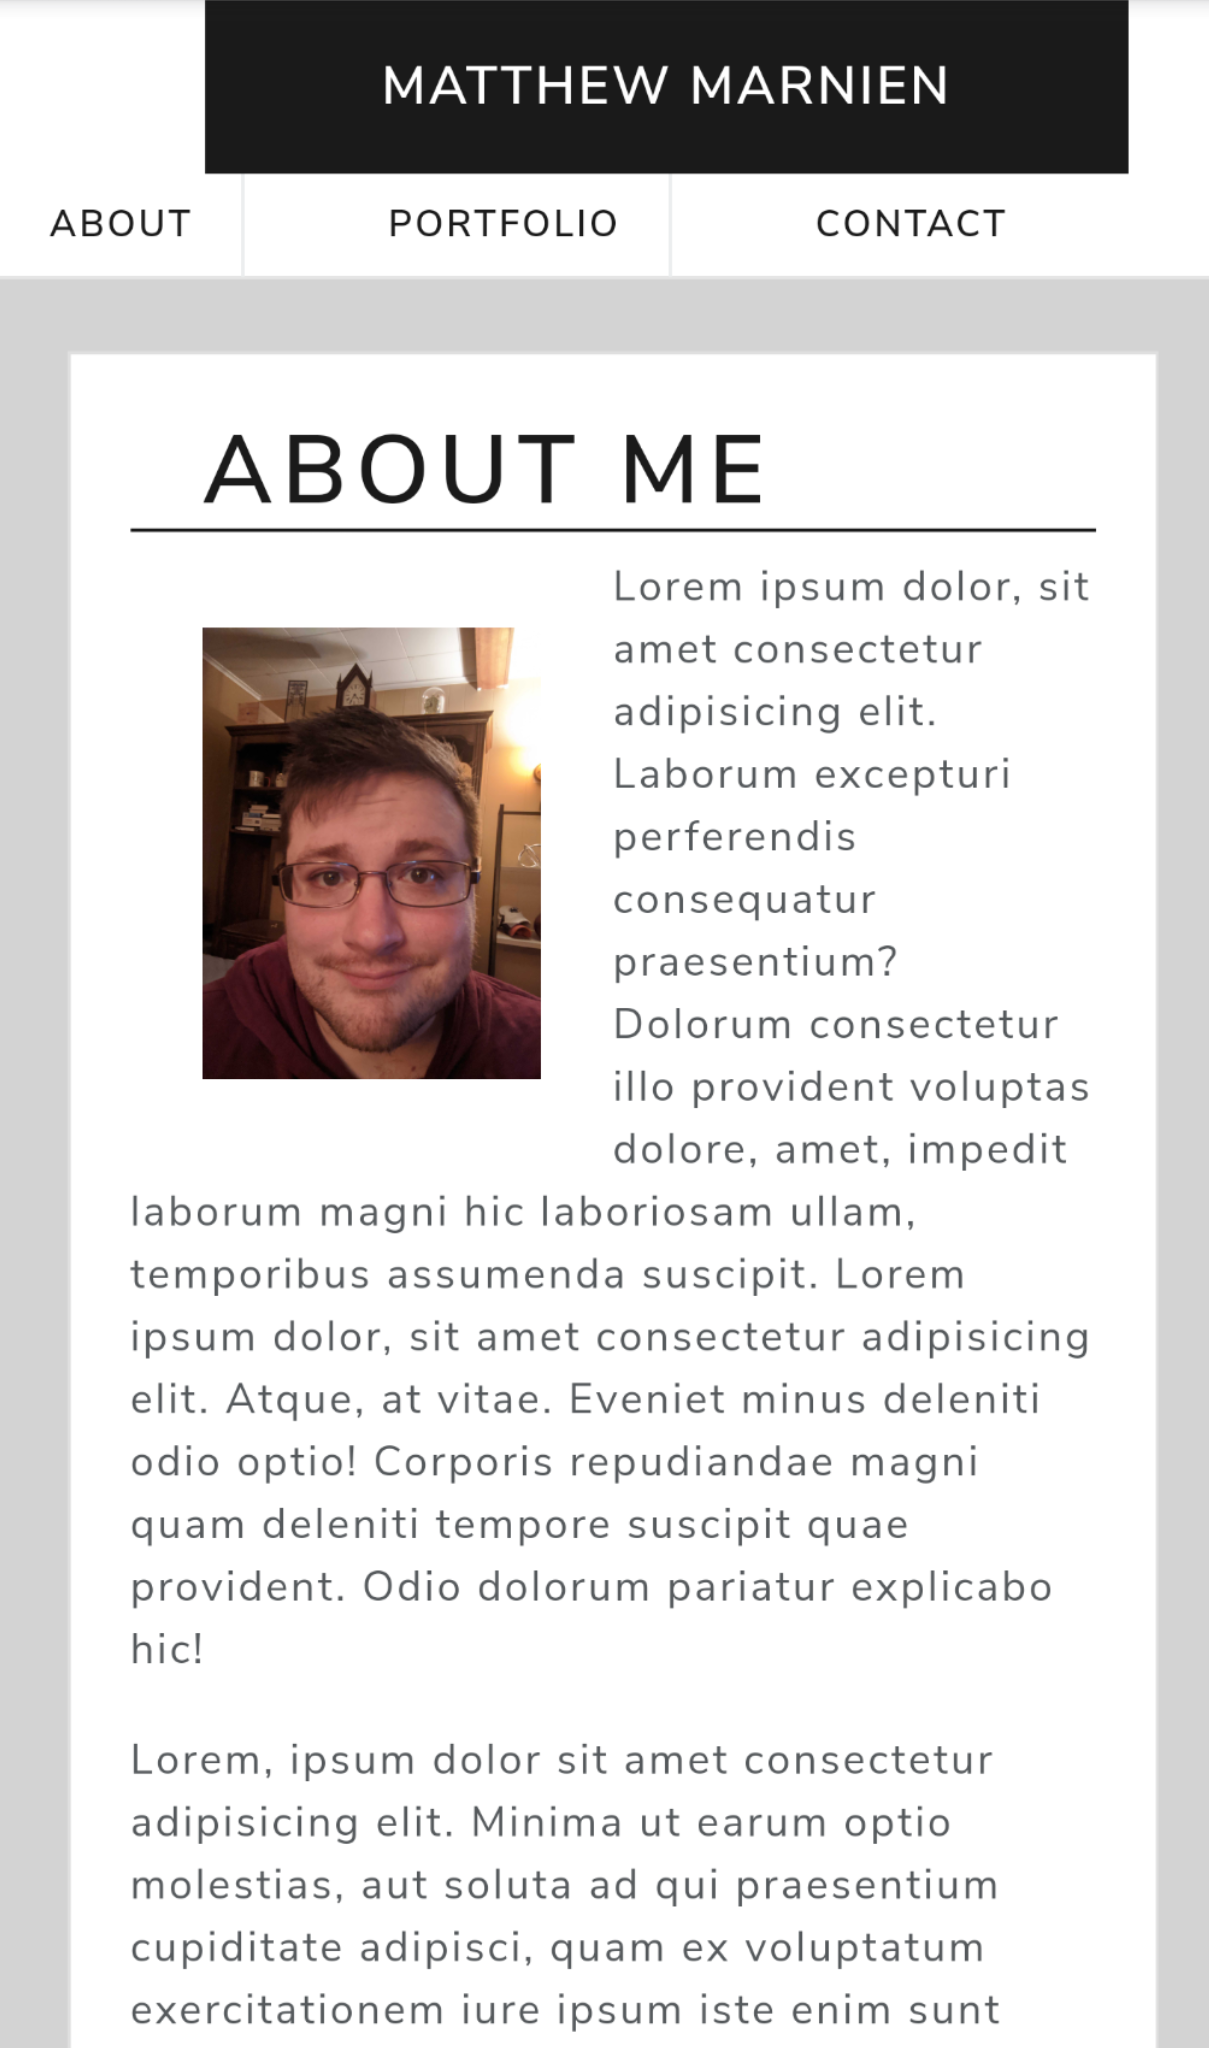 MATTHEW MARNIEN
ABOUT
PORTFOLIO
CONTACT
ABOUT ME
Lorem ipsum dolor, sit
amet consectetur
adipisicing elit.
Laborum excepturi
perferendis
consequatur
praesentium?
Dolorum consectetur
illo provident voluptas
dolore, amet, impedit
laborum magni hic laboriosam ullam,
temporibus assumenda suscipit. Lorem
ipsum dolor, sit amet consectetur adipisicing
elit. Atque, at vitae. Eveniet minus deleniti
odio optio! Corporis repudiandae magni
quam deleniti tempore suscipit quae
provident. Odio dolorum pariatur explicabo
hic!
Lorem, ipsum dolor sit amet consectetur
adipisicing elit. Minima ut earum optio
molestias, aut soluta ad qui praesentium
cupiditate adipisci, quam ex voluptatum
exercitationem iure ipsum iste enim sunt